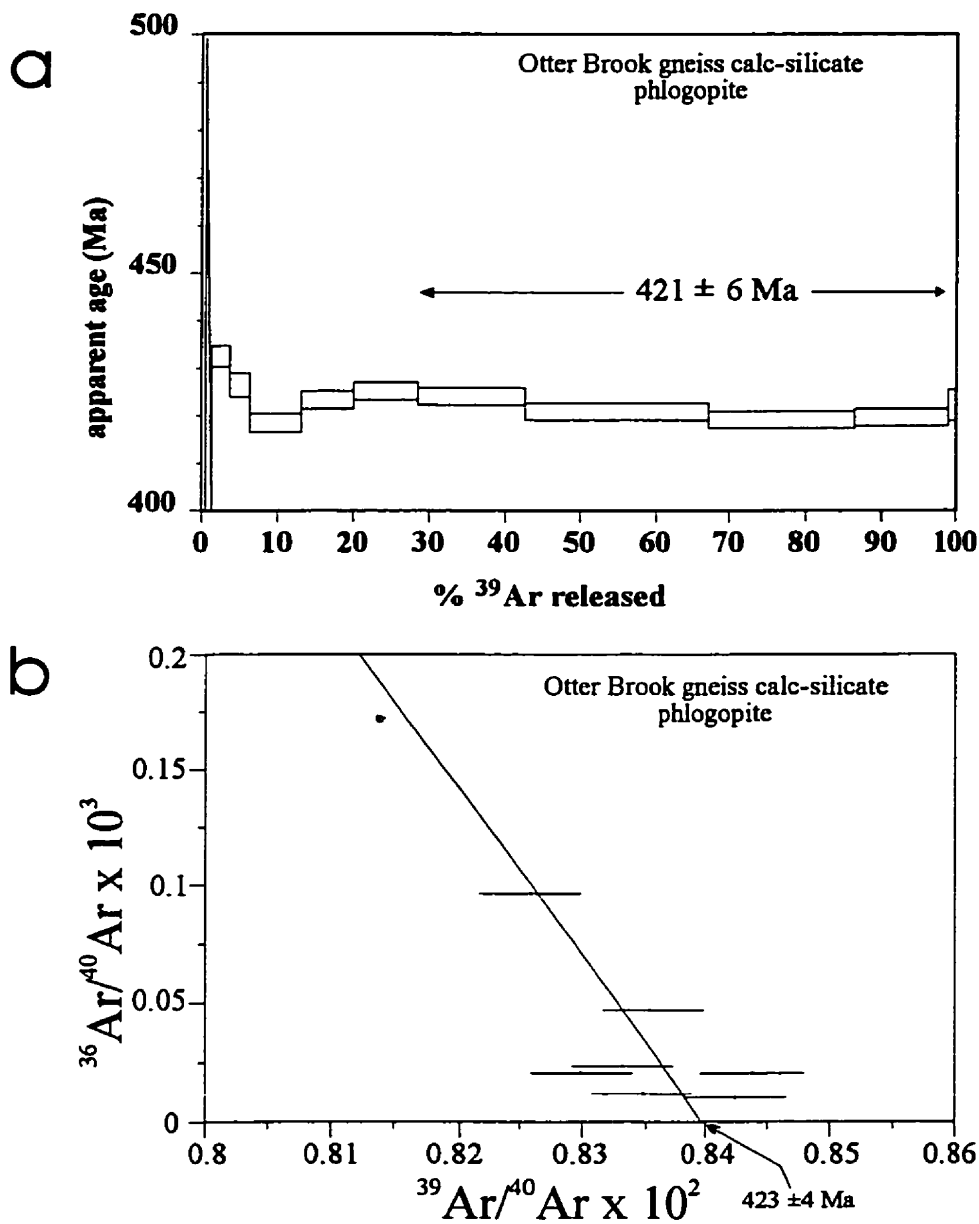 a
500
450
400
apparent age (Ma)
Otter Brook gneiss calc-silicate
phlogopite
421 ± 6 Ma
0 10 20 30 40 50 60 70 80 90 100
% ³⁹Ar released
b
0.2
0.15
0.1
0.05
0
³⁶Ar/⁴⁰Ar x 10³
Otter Brook gneiss calc-silicate
phlogopite
0.8 0.81 0.82 0.83 0.84 0.85 0.86
³⁹Ar/⁴⁰Ar x 10²
423 ±4 Ma